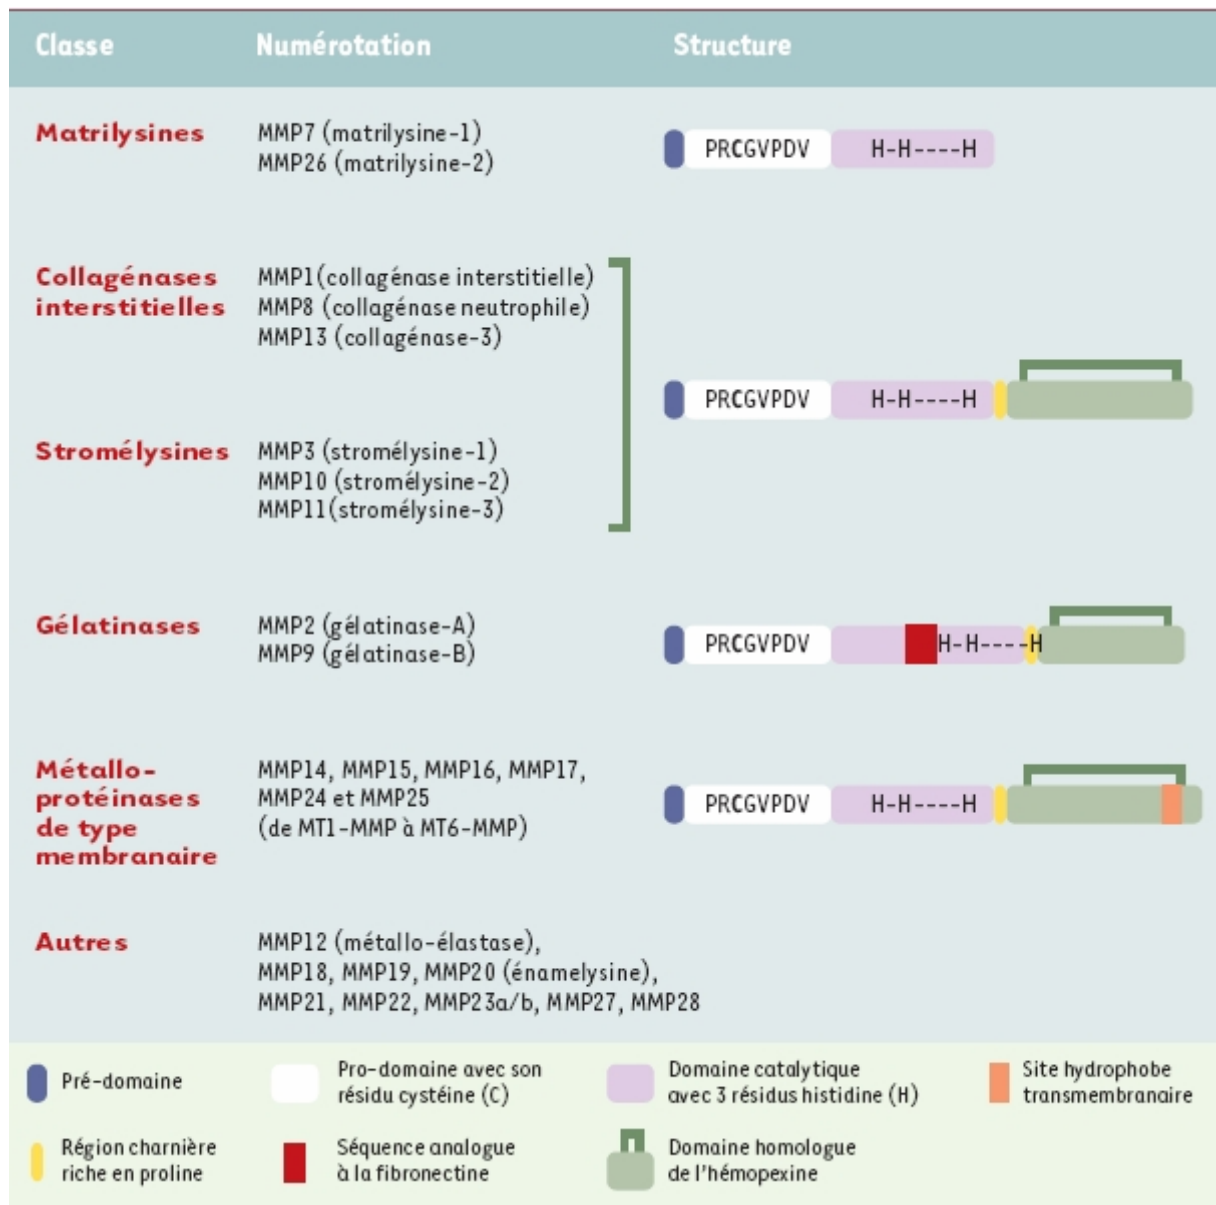 Classe Numérotation Structure
Matrilysines
MMP7 (matrilysine-1)
MMP26 (matrilysine-2)
PRCGVPDV H-H----H
Collagénases
interstitielles
MMP1(collagénase interstitielle)
MMP8 (collagénase neutrophile)
MMP13 (collagénase-3)
PRCGVPDV H-H----H
Stromélysines
MMP3 (stromélysine-1)
MMP10 (stromélysine-2)
MMP11(stromélysine-3)
Gélatinases
MMP2 (gélatinase-A)
MMP9 (gélatinase-B)
PRCGVPDV H-H----H
Métallo-
protéinases
de type
membranaire
MMP14, MMP15, MMP16, MMP17,
MMP24 et MMP25
(de MT1-MMP à MT6-MMP)
PRCGVPDV H-H----H
Autres
MMP12 (métallo-élastase),
MMP18, MMP19, MMP20 (énamelysine),
MMP21, MMP22, MMP23a/b, MMP27, MMP28
Pré-domaine
Pro-domaine avec son
résidu cystéine (C)
Domaine catalytique
avec 3 résidus histidine (H)
Site hydrophobe
transmembranaire
Région charnière
riche en proline
Séquence analogue
à la fibronectine
Domaine homologue
de l'hémopexine